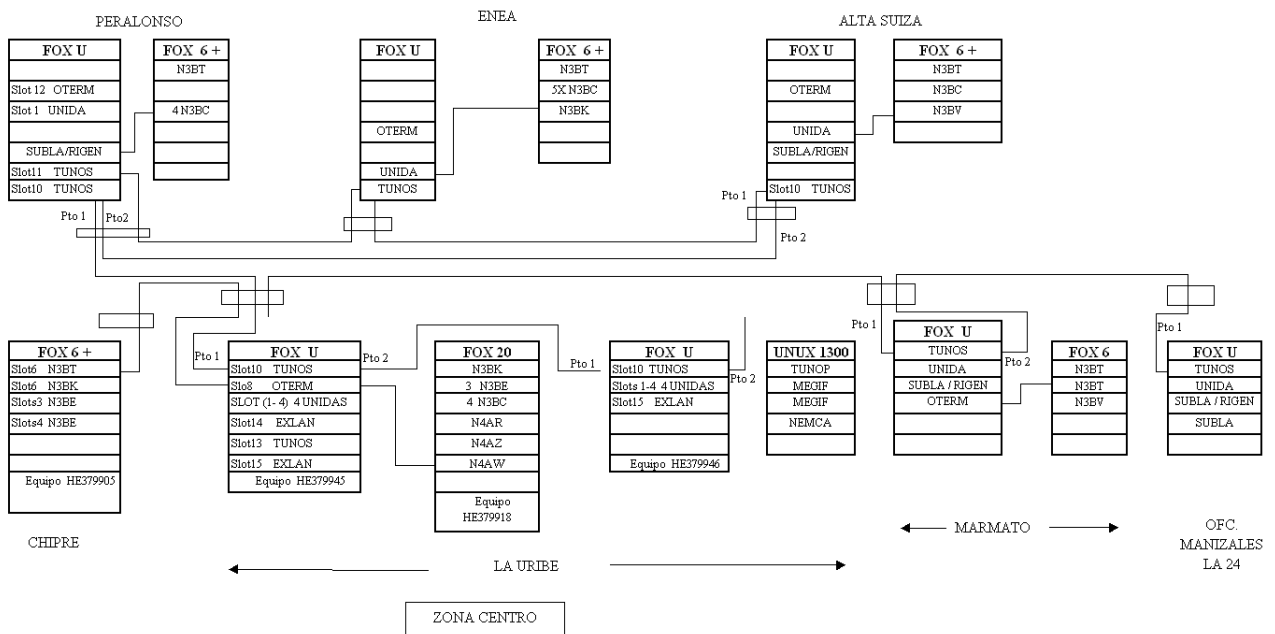 PERALONSO
FOX U
Slot 12 OTERM
Slot 1 UNIDA
SUBLA/RIGEN
Slot11 TUNOS
Slot10 TUNOS
FOX 6 +
N3BT
4 N3BC
Pto 1
Pto2
ENEA
FOX U
OTERM
UNIDA
TUNOS
FOX 6 +
N3BT
5X N3BC
N3BK
ALTA SUIZA
FOX U
OTERM
UNIDA
SUBLA/RIGEN
Slot10 TUNOS
FOX 6 +
N3BT
N3BC
N3BV
Pto 1
Pto 2
FOX 6 +
Slot6 N3BT
Slot6 N3BK
Slots3 N3BE
Slots4 N3BE
Equipo HE379905
CHIPRE
Pto 1
FOX U
Slot10 TUNOS
Slo8 OTERM
SLOT (1- 4) 4 UNIDAS
Slot14 EXLAN
Slot13 TUNOS
Slot15 EXLAN
Equipo HE379945
Pto 2
FOX 20
N3BK
3 N3BE
4 N3BC
N4AR
N4AZ
N4AW
Equipo
HE379918
Pto 1
FOX U
Slot10 TUNOS
Slots 1-4 4 UNIDAS
Slot15 EXLAN
Equipo HE379946
Pto 2
UNUX 1300
TUNOP
MEGIF
MEGIF
NEMCA
LA URIBE
Pto 1
FOX U
TUNOS
UNIDA
SUBLA / RIGEN
OTERM
Pto 2
FOX 6
N3BT
N3BT
N3BV
MARMATO
Pto 1
FOX U
TUNOS
UNIDA
SUBLA / RIGEN
SUBLA
OFC.
MANIZALES
LA 24
ZONA CENTRO